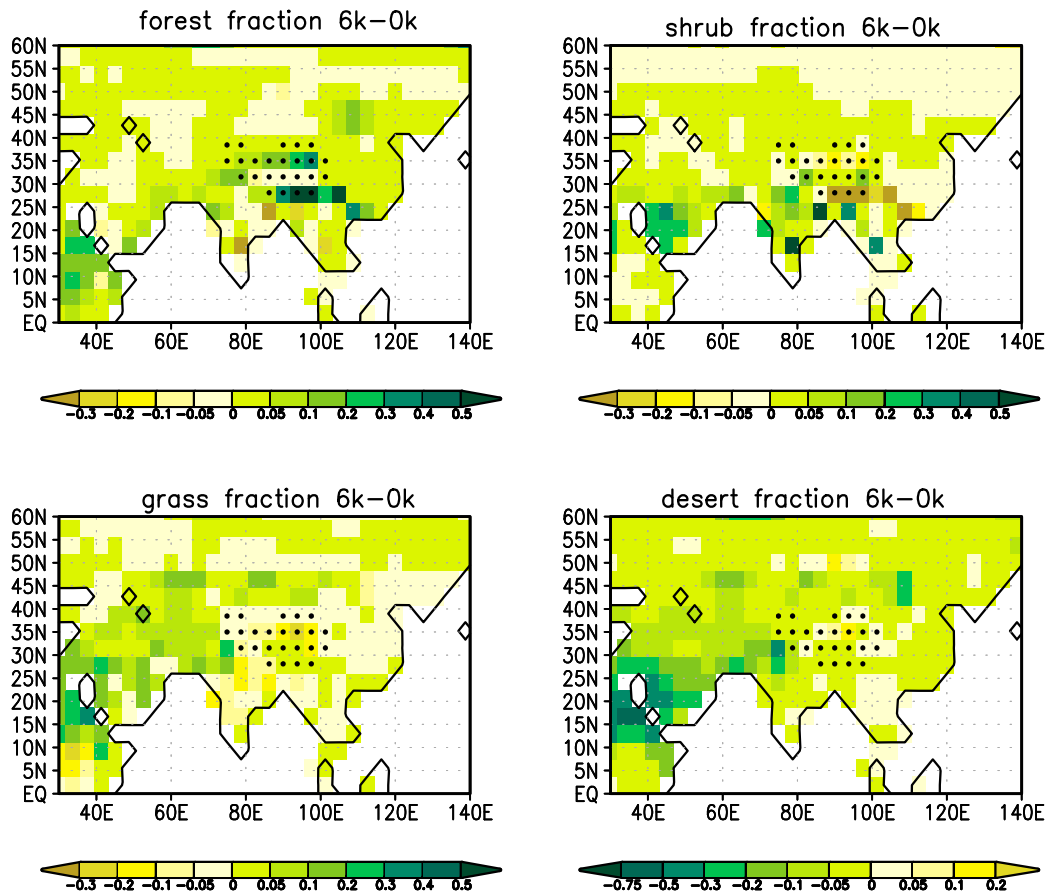 forest fraction 6k−0k
60N
55N
50N
45N
40N
35N
30N
25N
20N
15N
10N
5N
EQ
40E 60E 80E 100E 120E 140E
−0.3 −0.2 −0.1 −0.05 0 0.05 0.1 0.2 0.3 0.4 0.5
shrub fraction 6k−0k
60N
55N
50N
45N
40N
35N
30N
25N
20N
15N
10N
5N
EQ
40E 60E 80E 100E 120E 140E
−0.3 −0.2 −0.1 −0.05 0 0.05 0.1 0.2 0.3 0.4 0.5
grass fraction 6k−0k
60N
55N
50N
45N
40N
35N
30N
25N
20N
15N
10N
5N
EQ
40E 60E 80E 100E 120E 140E
−0.3 −0.2 −0.1 −0.05 0 0.05 0.1 0.2 0.3 0.4 0.5
desert fraction 6k−0k
60N
55N
50N
45N
40N
35N
30N
25N
20N
15N
10N
5N
EQ
40E 60E 80E 100E 120E 140E
−0.75 −0.5 −0.3 −0.2 −0.1 −0.05 0 0.05 0.1 0.2